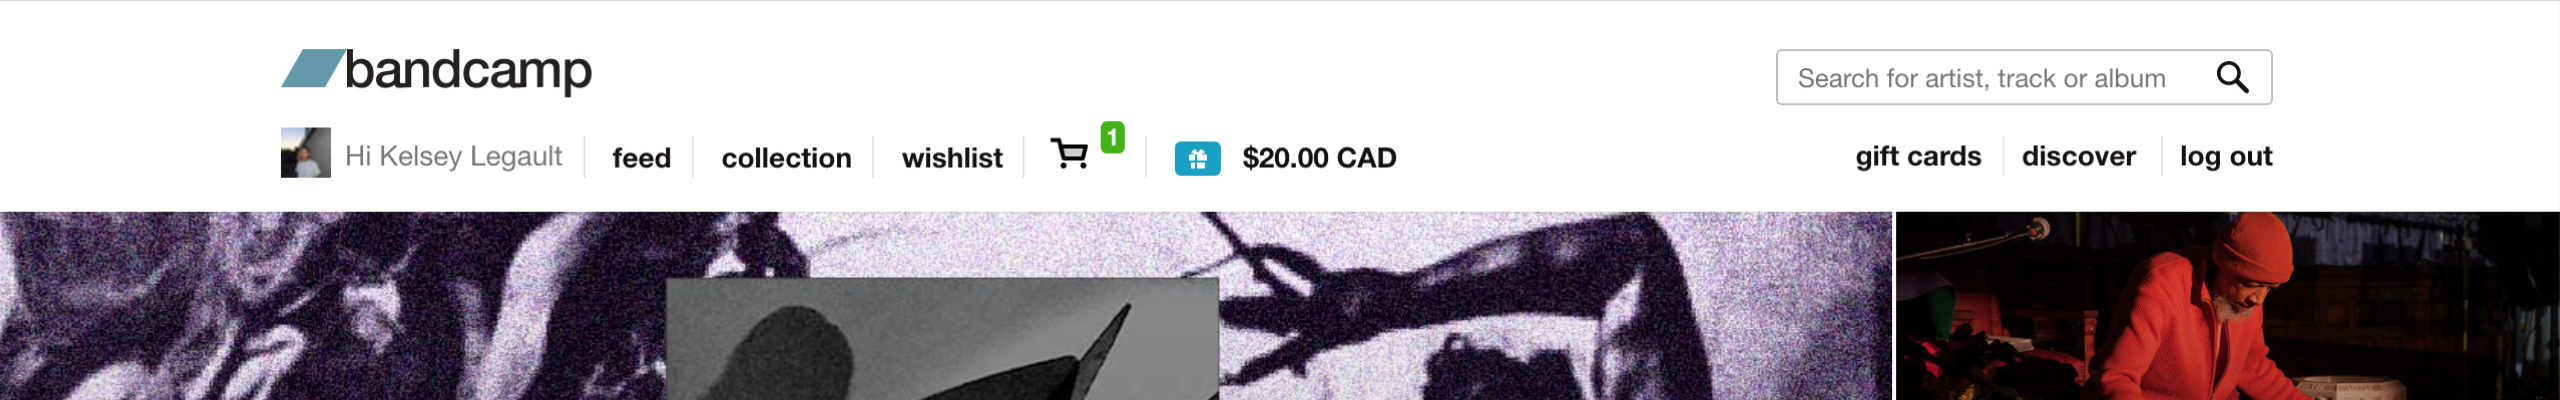 bandcamp
Search for artist, track or album
Hi Kelsey Legault
feed
collection
wishlist
1
$20.00 CAD
gift cards
discover
log out